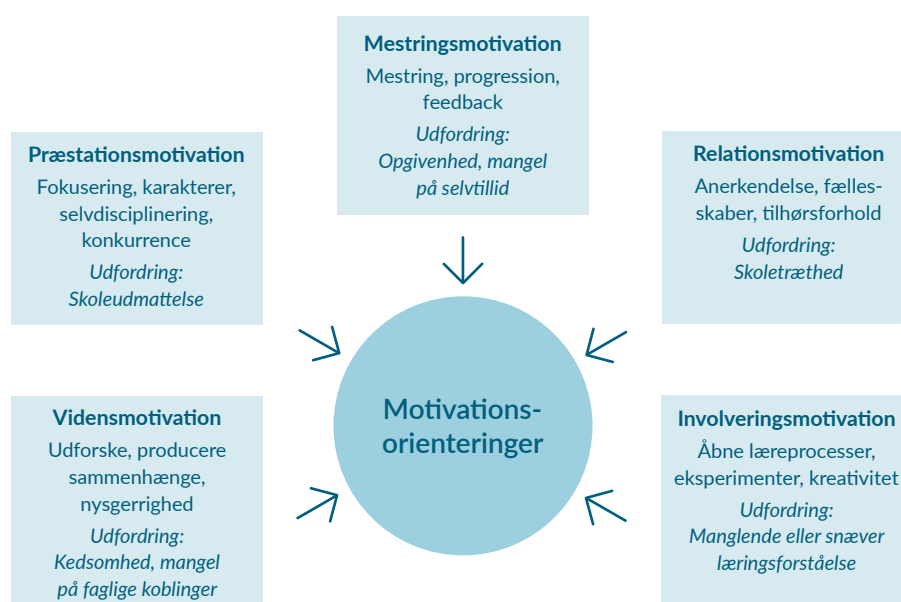 Mestringsmotivation
Mestring, progression,
feedback
Udfordring:
Opgivenhed, mangel
på selvtillid
Præstationsmotivation
Fokusering, karakterer,
selvdisciplinering,
konkurrence
Udfordring:
Skoleudmattelse
Relationsmotivation
Anerkendelse, fælles-
skaber, tilhørsforhold
Udfordring:
Skoletræthed
Motivations-
orienteringer
Vidensmotivation
Udforske, producere
sammenhænge,
nysgerrighed
Udfordring:
Kedsomhed, mangel
på faglige koblinger
Involveringsmotivation
Åbne læreprocesser,
eksperimenter, kreativitet
Udfordring:
Manglende eller snæver
læringsforståelse